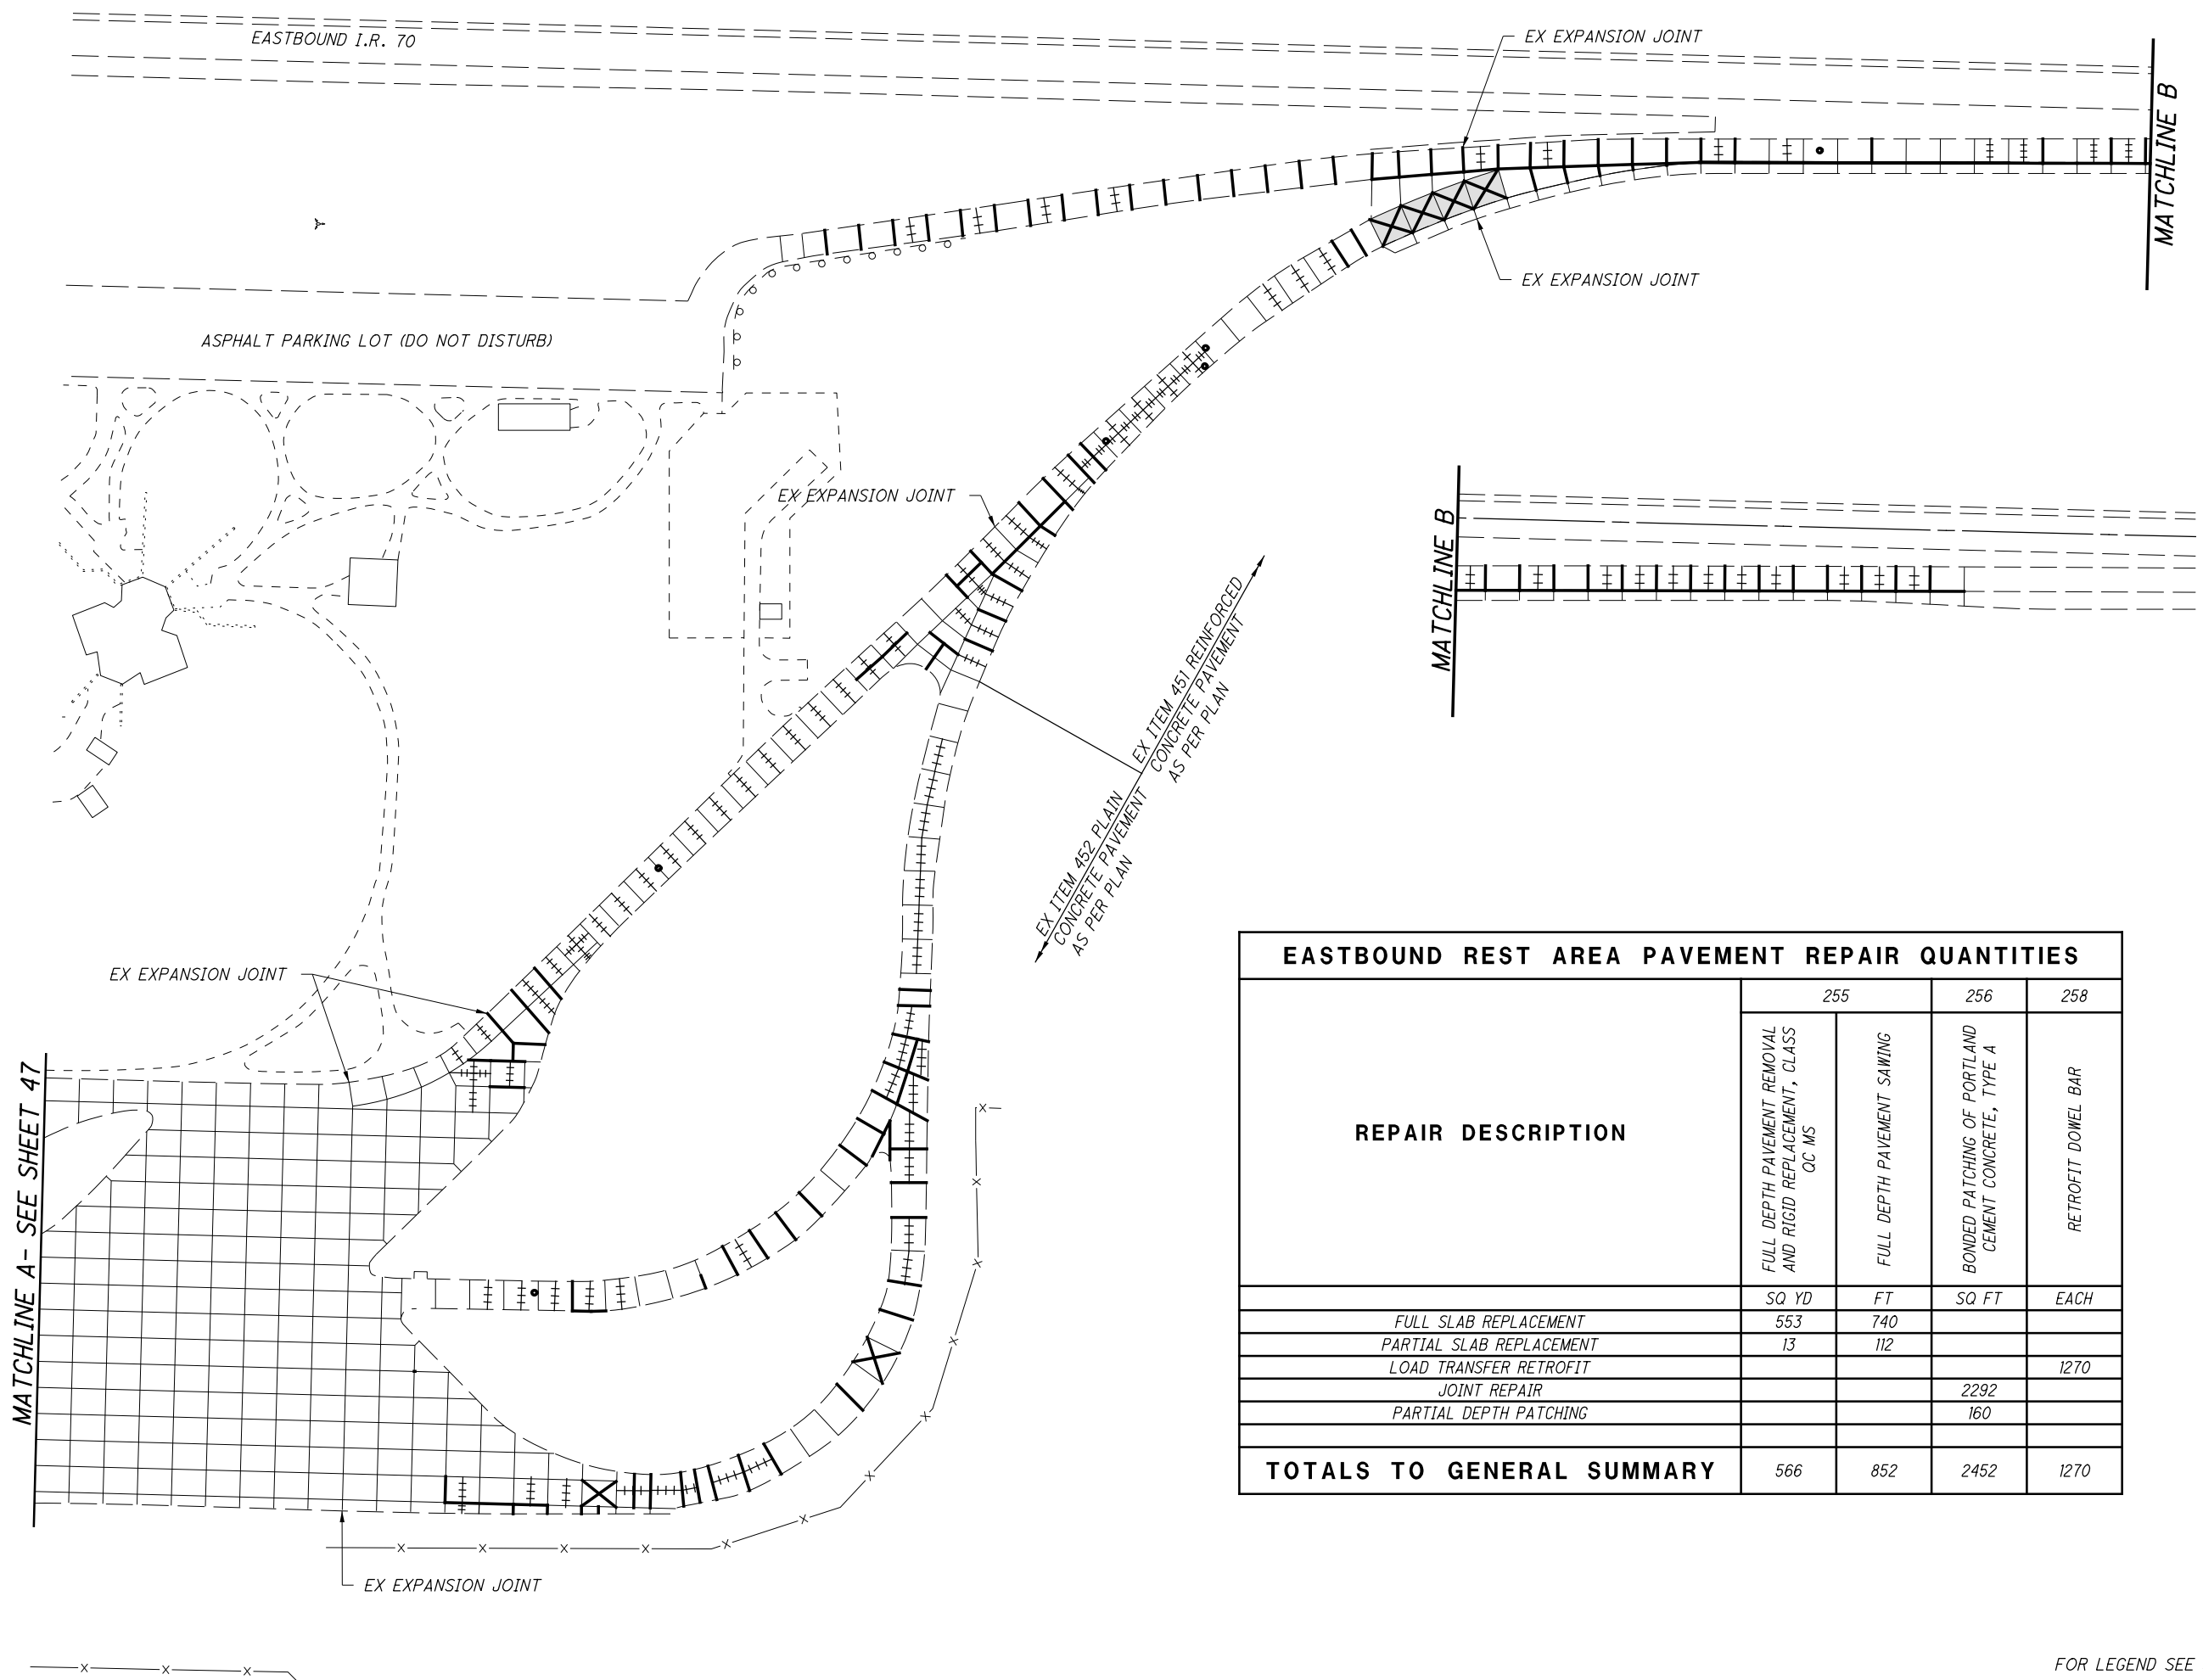 EASTBOUND I.R. 70
EX EXPANSION JOINT
MATCHLINE B
EX EXPANSION JOINT
ASPHALT PARKING LOT (DO NOT DISTURB)
EX EXPANSION JOINT
MATCHLINE B
EX ITEM 451 REINFORCED
CONCRETE PAVEMENT
AS PER PLAN
EX ITEM 452 PLAIN
CONCRETE PAVEMENT
AS PER PLAN
EX EXPANSION JOINT
MATCHLINE A- SEE SHEET 47
EASTBOUND REST AREA PAVEMENT REPAIR QUANTITIES
255 256 258
REPAIR DESCRIPTION
FULL DEPTH PAVEMENT REMOVAL
AND RIGID REPLACEMENT, CLASS
QC MS
FULL DEPTH PAVEMENT SAWING
BONDED PATCHING OF PORTLAND
CEMENT CONCRETE, TYPE A
RETROFIT DOWEL BAR
SQ YD FT SQ FT EACH
FULL SLAB REPLACEMENT 553 740
PARTIAL SLAB REPLACEMENT 13 112
LOAD TRANSFER RETROFIT 1270
JOINT REPAIR 2292
PARTIAL DEPTH PATCHING 160
TOTALS TO GENERAL SUMMARY 566 852 2452 1270
EX EXPANSION JOINT
FOR LEGEND SEE